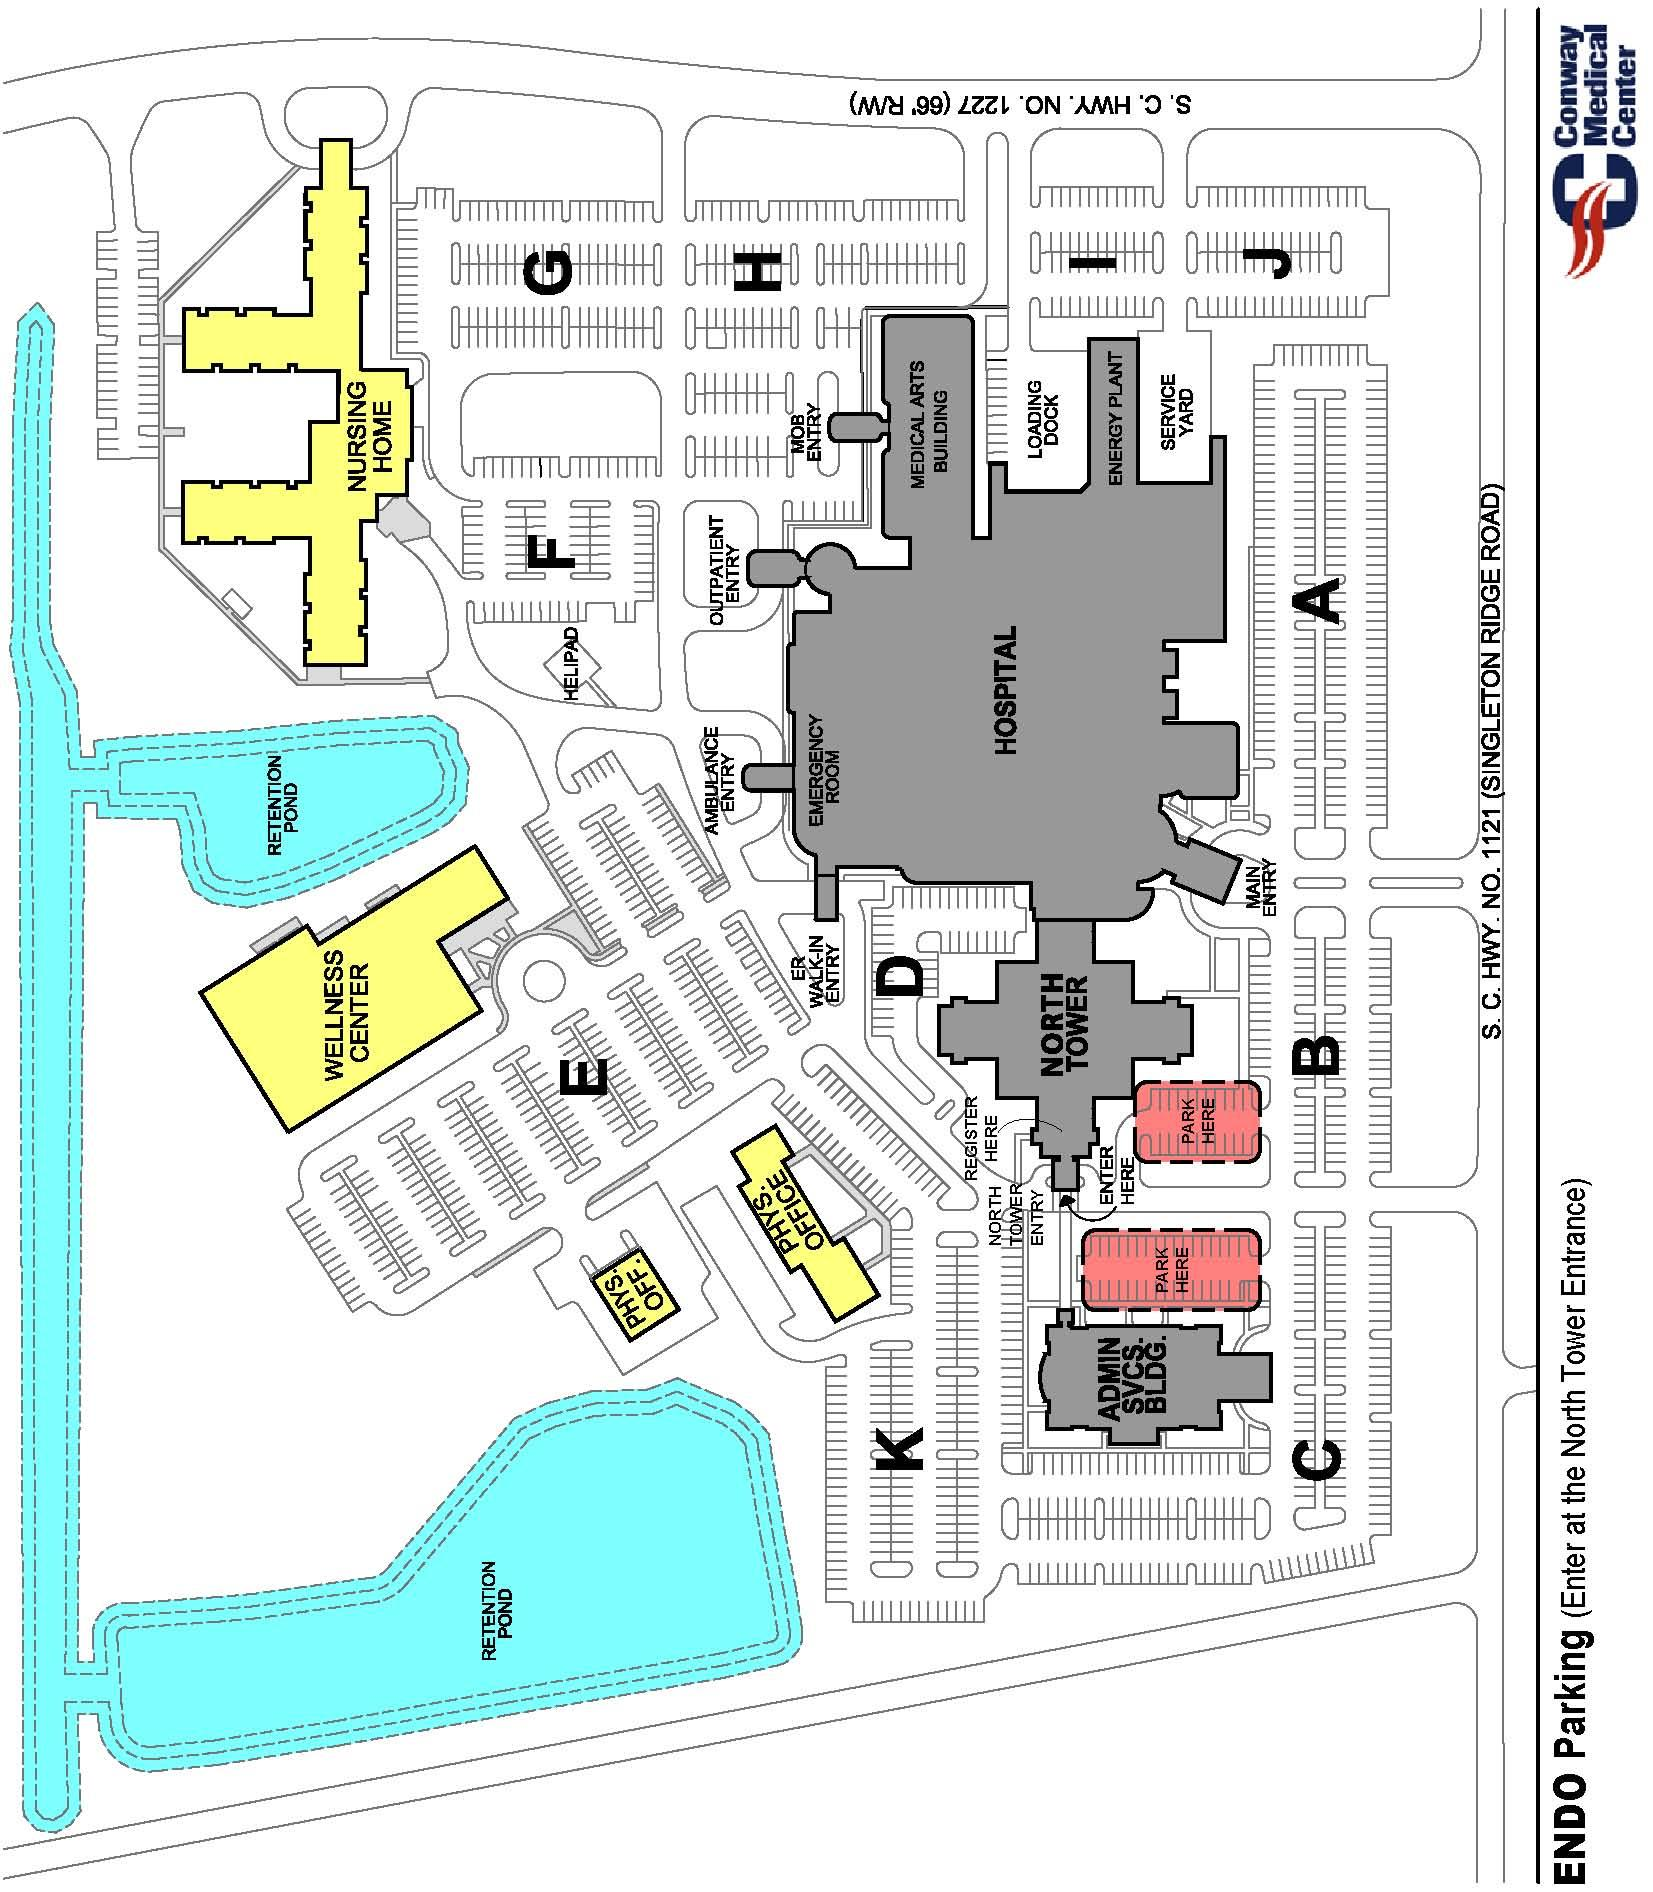 RETENTION
POND
RETENTION
POND
WELLNESS
CENTER
NURSING
HOME
PHYS.
OFF.
PHYS.
OFFICE
E
HELIPAD
F
G
AMBULANCE
ENTRY
OUTPATIENT
ENTRY
H
MOB
ENTRY
ER
WALK-IN
ENTRY
EMERGENCY
ROOM
K
D
MEDICAL ARTS
BUILDING
S. C. HWY. NO. 1227 (66' R/W)
REGISTER
HERE
NORTH
TOWER
ENTRY
HOSPITAL
LOADING
DOCK
NORTH
TOWER
ENTER
HERE
ENERGY PLANT
I
ADMIN
SVCS.
BLDG.
PARK
HERE
PARK
HERE
SERVICE
YARD
MAIN
ENTRY
J
C
B
A
S. C. HWY. NO. 1121 (SINGLETON RIDGE ROAD)
ENDO Parking (Enter at the North Tower Entrance)
Conway
Medical
Center